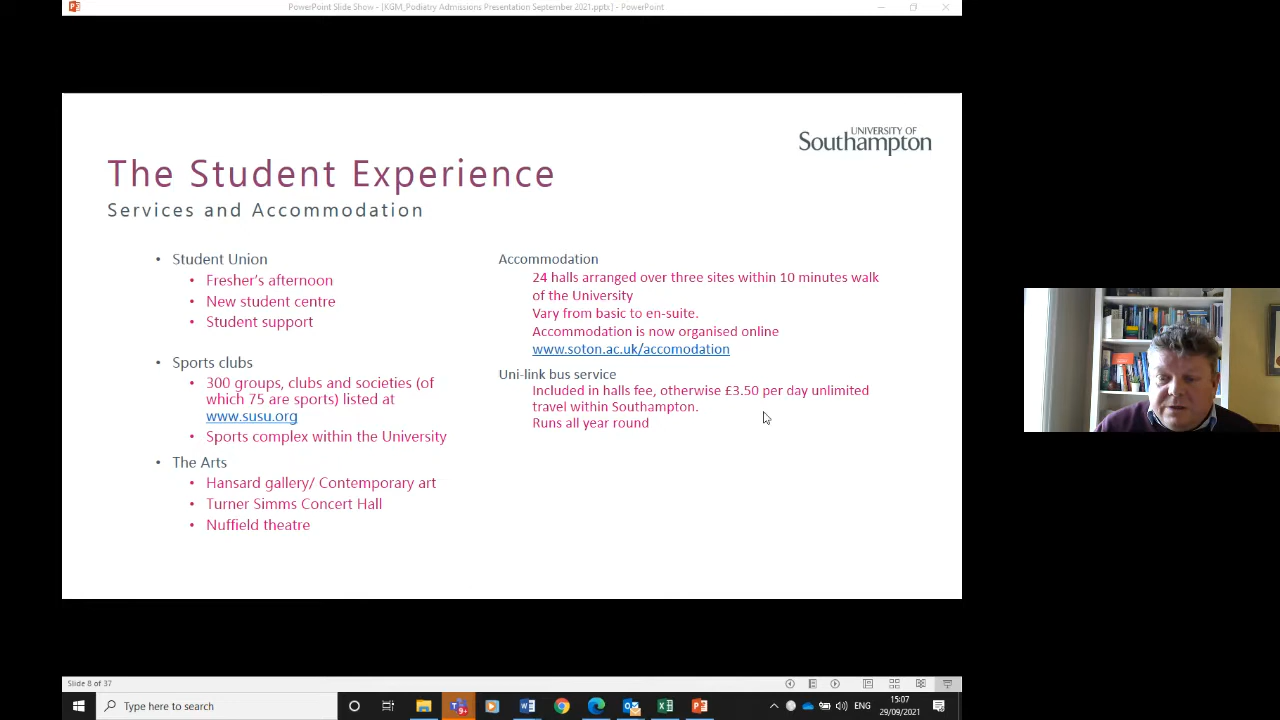 PowerPoint Slide Show - [KGM_Podiatry Admissions Presentation September 2021.pptx] - PowerPoint
UNIVERSITY OF
Southampton
The Student Experience
Services and Accommodation
• Student Union
• Fresher's afternoon
• New student centre
• Student support
• Sports clubs
• 300 groups, clubs and societies (of
which 75 are sports) listed at
www.susu.org
• Sports complex within the University
• The Arts
• Hansard gallery/ Contemporary art
• Turner Simms Concert Hall
• Nuffield theatre
Accommodation
24 halls arranged over three sites within 10 minutes walk
of the University
Vary from basic to en-suite.
Accommodation is now organised online
www.soton.ac.uk/accomodation
Uni-link bus service
Included in halls fee, otherwise £3.50 per day unlimited
travel within Southampton.
Runs all year round
Slide 8 of 37
Type here to search
9+
ENG
15:07
29/09/2021